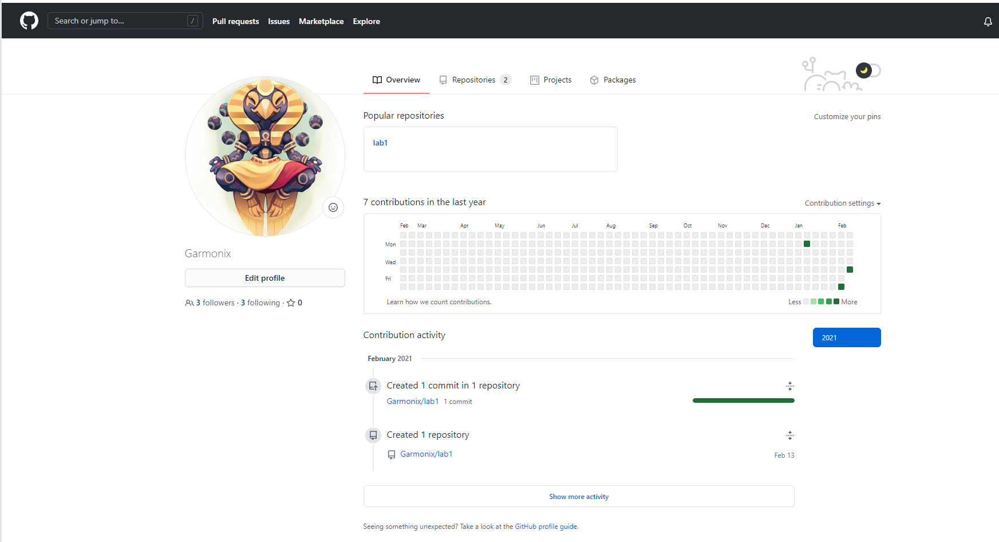 Search or jump to... / Pull requests Issues Marketplace Explore
Overview Repositories 2 Projects Packages
Popular repositories Customize your pins
lab1
7 contributions in the last year Contribution settings
Feb Mar Apr May Jun Jul Aug Sep Oct Nov Dec Jan Feb
Mon
Wed
Fri
Learn how we count contributions. Less More
Garmonix
Edit profile
3 followers · 3 following · 0
Contribution activity 2021
February 2021
Created 1 commit in 1 repository
Garmonix/lab1 1 commit
Created 1 repository
Garmonix/lab1 Feb 13
Show more activity
Seeing something unexpected? Take a look at the GitHub profile guide.